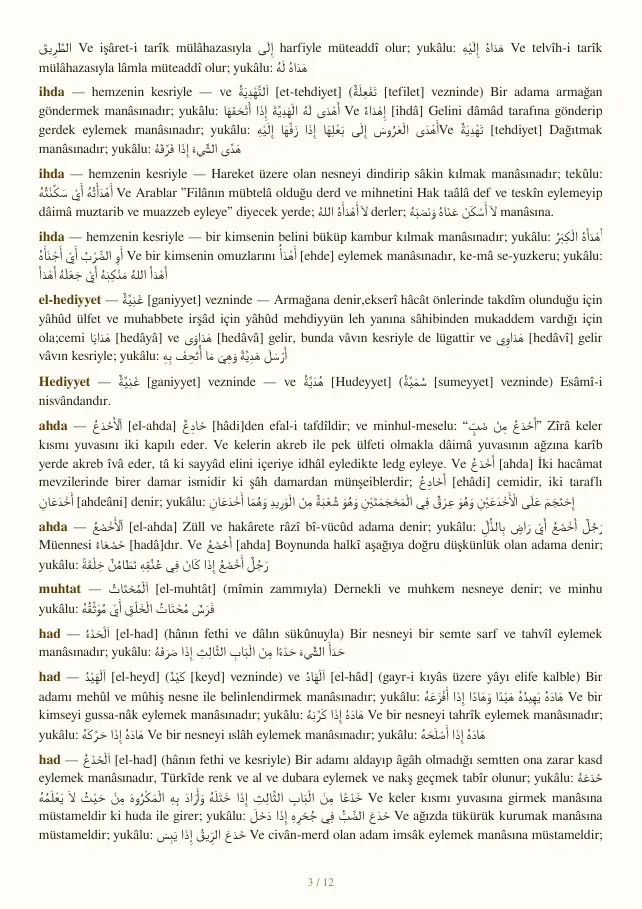 الطَّرِيقَ Ve işâret-i tarîk mülâhazasıyla إِلَى harfiyle müteaddî olur; yukâlu: هَدَاهُ إِلَيْهِ Ve telvîh-i tarîk
mülâhazasıyla lâmla müteaddî olur; yukâlu: هَدَاهُ لَهُ
ihda — hemzenin kesriyle — ve اَلتَّهْدِيَةُ [et-tehdiyet] (تَفْعِلَةٌ [tefilet] vezninde) Bir adama armağan
göndermek manâsınadır; yukâlu: أَهْدَى لَهُ الْهَدِيَّةَ إِذَا أَتْحَفَهَا Ve إِهْدَاءٌ [ihdâ] Gelini dâmâd tarafına gönderip
gerdek eylemek manâsınadır; yukâlu: أَهْدَى الْعَرُوسَ إِلَى بَعْلِهَا إِذَا زَفَّهَا إِلَيْهِVe تَهْدِيَةٌ [tehdiyet] Dağıtmak
manâsınadır; yukâlu: هَدَّى الشَّيْءَ إِذَا فَرَّقَهُ
ihda — hemzenin kesriyle — Hareket üzere olan nesneyi dindirip sâkin kılmak manâsınadır; tekûlu:
أَهْدَأْتُهُ أَيْ سَكَّنْتُهُ Ve Arablar ”Filânın mübtelâ olduğu derd ve mihnetini Hak taâlâ def ve teskîn eylemeyip
dâimâ muztarib ve muazzeb eyleye” diyecek yerde; لاَ أَهْدَأَهُ اللهُ derler; لاَ أَسْكَنَ عَنَاهُ وَنَصَبَهُ manâsına.
ihda — hemzenin kesriyle — bir kimsenin belini büküp kambur kılmak manâsınadır; yukâlu: أَهْدَأَهُ الْكِبَرُ
أَوِ الضَّرْبُ أَيْ أَجْنَأَهُ Ve bir kimsenin omuzlarını أَهْدَأُ [ehde] eylemek manâsınadır, ke-mâ se-yuzkeru; yukâlu:
أَهْدَأَ اللهُ مَنْكِبَهُ أَيْ جَعَلَهُ أَهْدَأَ
el-hediyyet — غَنِيَّةٌ [ganiyyet] vezninde — Armağana denir,ekserî hâcât önlerinde takdîm olunduğu için
yâhûd ülfet ve muhabbete irşâd için yâhûd mehdiyyün leh yanına sâhibinden mukaddem vardığı için
ola;cemi هَدَايَا [hedâyâ] ve هَدَاوَى [hedâvâ] gelir, bunda vâvın kesriyle de lügattir ve هَدَاوِي [hedâvî] gelir
vâvın kesriyle; yukâlu: أَرْسَلَ هَدِيَّةً وَهِيَ مَا أُتْحِفَ بِهِ
Hediyyet — غَنِيَّةٌ [ganiyyet] vezninde — ve هُدَيَّةُ [Hudeyyet] (سُمَيَّةُ [sumeyyet] vezninde) Esâmî-i
nisvândandır.
ahda — اَلْأَخْدَعُ [el-ahda] خَادِعٌ [hâdi]den efal-i tafdîldir; ve minhul-meselu: “أَخْدَعُ مِنْ ضَبٍّ” Zîrâ keler
kısmı yuvasını iki kapılı eder. Ve kelerin akreb ile pek ülfeti olmakla dâimâ yuvasının ağzına karîb
yerde akreb îvâ eder, tâ ki sayyâd elini içeriye idhâl eyledikte ledg eyleye. Ve أَخْدَعُ [ahda] İki hacâmat
mevzilerinde birer damar ismidir ki şâh damardan münşeiblerdir; أَخَادِعُ [ehâdi] cemidir, iki taraflı
أَخْدَعَانِ [ahdeâni] denir; yukâlu: إِحْتَجَمَ عَلَى الْأَخْدَعَيْنِ وَهُوَ عِرْقٌ فِي الْمَحْجَمَتَيْنِ وَهُوَ شُعْبَةٌ مِنَ الْوَرِيدِ وَهُمَا أَخْدَعَانِ
ahda — اَلْأَخْضَعُ [el-ahda] Züll ve hakârete râzî bî-vücûd adama denir; yukâlu: رَجُلٌ أَخْضَعُ أَيْ رَاضٍ بِالذُّلِّ
Müennesi خَضْعَاءُ [hadâ]dır. Ve أَخْضَعُ [ahda] Boynunda halkî aşağıya doğru düşkünlük olan adama denir;
yukâlu: رَجُلٌ أَخْضَعُ إِذَا كَانَ فِي عُنُقِهِ تَطَامُنٌ خِلْقَةً
muhtat — اَلْمُحْتَاتُ [el-muhtât] (mîmin zammıyla) Dernekli ve muhkem nesneye denir; ve minhu
yukâlu: فَرَسٌ مُحْتَاتُ الْخَلْقِ أَيْ مُوَثَّقُهُ
had — اَلْحَدْءُ [el-had] (hânın fethi ve dâlın sükûnuyla) Bir nesneyi bir semte sarf ve tahvîl eylemek
manâsınadır; yukâlu: حَدَأَ الشَّيْءَ حَدْءًا مِنَ الْبَابِ الثَّالِثِ إِذَا صَرَفَهُ
had — اَلْهَيْدُ [el-heyd] (كَيْدٌ [keyd] vezninde) ve اَلْهَادُ [el-hâd] (gayr-i kıyâs üzere yâyı elife kalble) Bir
adamı mehûl ve mûhiş nesne ile belinlendirmek manâsınadır; yukâlu: هَادَهُ يَهِيدُهُ هَيْدًا وَهَادًا إِذَا أَفْزَعَهُ Ve bir
kimseyi gussa-nâk eylemek manâsınadır; yukâlu: هَادَهُ إِذَا كَرَبَهُ Ve bir nesneyi tahrîk eylemek manâsınadır;
yukâlu: هَادَهُ إِذَا حَرَّكَهُ Ve bir nesneyi ıslâh eylemek manâsınadır; yukâlu: هَادَهُ إِذَا أَصْلَحَهُ
had — اَلْخَدْعُ [el-had] (hânın fethi ve kesriyle) Bir adamı aldayıp âgâh olmadığı semtten ona zarar kasd
eylemek manâsınadır, Türkîde renk ve al ve dubara eylemek ve nakş geçmek tabîr olunur; yukâlu: خَدَعَهُ
خَدْعًا مِنَ الْبَابِ الثَّالِثِ إِذَا خَتَلَهُ وَأَرَادَ بِهِ الْمَكْرُوهَ مِنْ حَيْثُ لاَ يَعْلَمُهُ Ve keler kısmı yuvasına girmek manâsına
müstameldir ki huda ile girer; yukâlu: خَدَعَ الضَّبُّ فِي جُحْرِهِ إِذَا دَخَلَ Ve ağızda tükürük kurumak manâsına
müstameldir; yukâlu: خَدَعَ الرِّيقُ إِذَا يَبِسَ Ve civân-merd olan adam imsâk eylemek manâsına müstameldir;
3 / 12